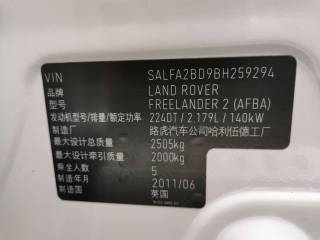 VIN SALFA2BD9BH259294
品牌 LAND ROVER
型号 FREELANDER 2 (AFBA)
发动机型号/排量/额定功率 224DT / 2,179L / 140kW
制造厂 路虎汽车公司哈利伍德工厂
最大设计总质量 2505kg
最大设计牵引质量 2000kg
乘坐人数 5
制造年月 2011/06
英国